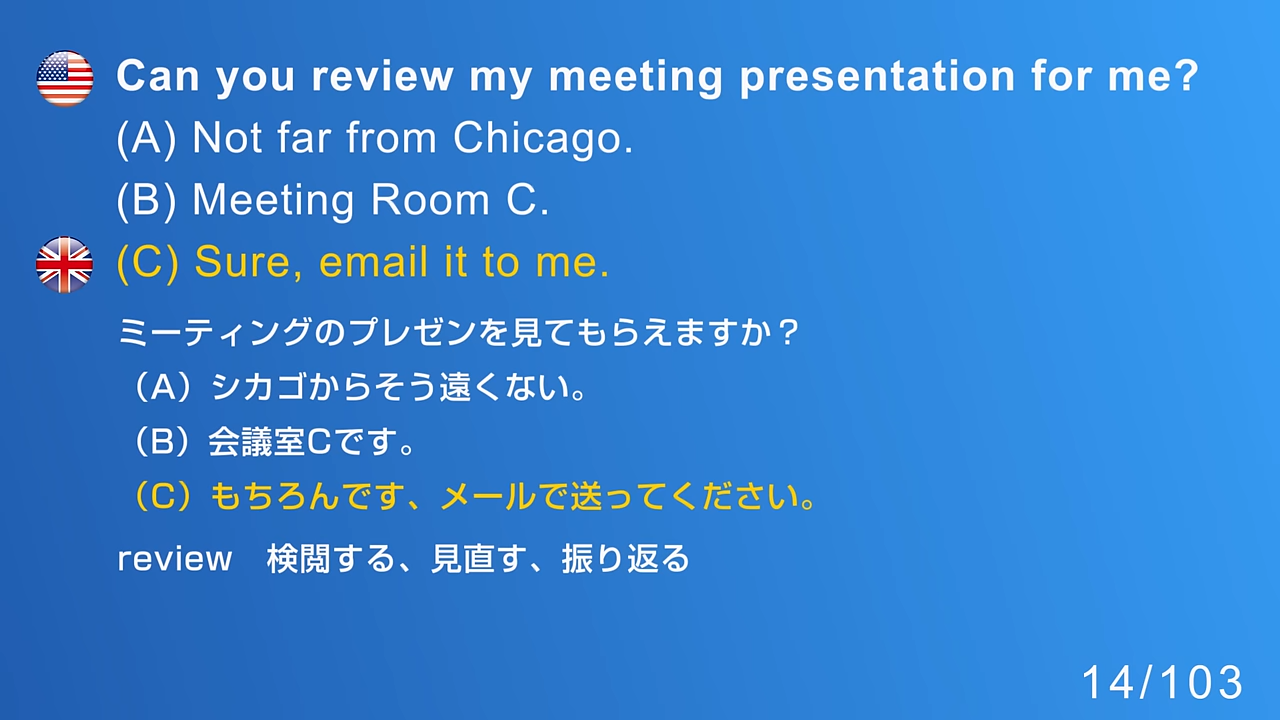 Can you review my meeting presentation for me?
(A) Not far from Chicago.
(B) Meeting Room C.
(C) Sure, email it to me.
ミーティングのプレゼンを見てもらえますか？
（A）シカゴからそう遠くない。
（B）会議室Cです。
（C）もちろんです、メールで送ってください。
review　検閲する、見直す、振り返る
14/103